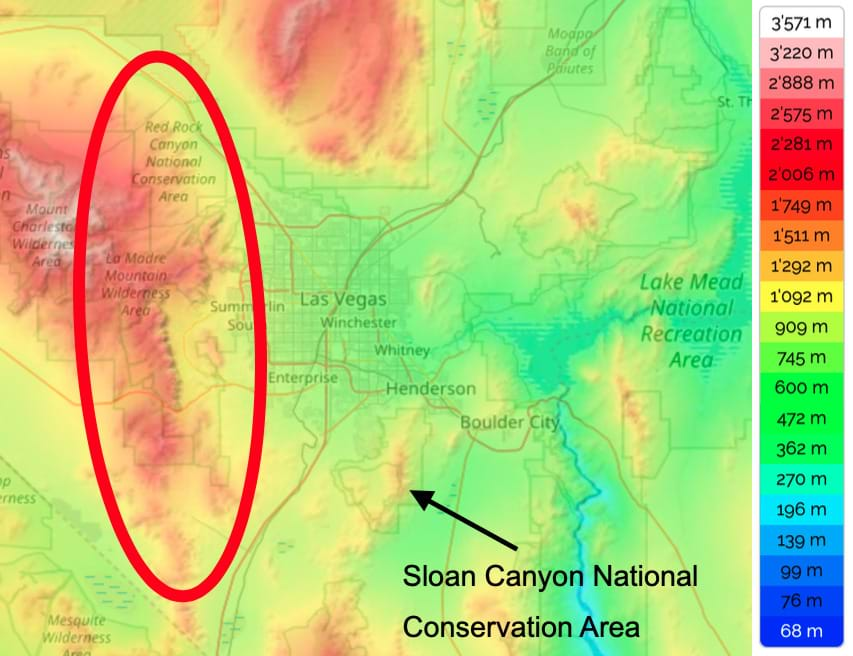 Moapa
Band of
Paiutes
St. Th
Red Rock
Canyon
National
Conservation
Area
Mount
Charlesto
Wilderness
Area
La Madre
Mountain
Wilderness
Area
Summerlin
Sou
Las Vegas
Winchester
Whitney
Enterprise
Henderson
Boulder City
Lake Mead
National
Recreation
Area
Sloan Canyon National
Conservation Area
Mesquite
Wilderness
Area
3'571 m
3'220 m
2'888 m
2'575 m
2'281 m
2'006 m
1'749 m
1'511 m
1'292 m
1'092 m
909 m
745 m
600 m
472 m
362 m
270 m
196 m
139 m
99 m
76 m
68 m